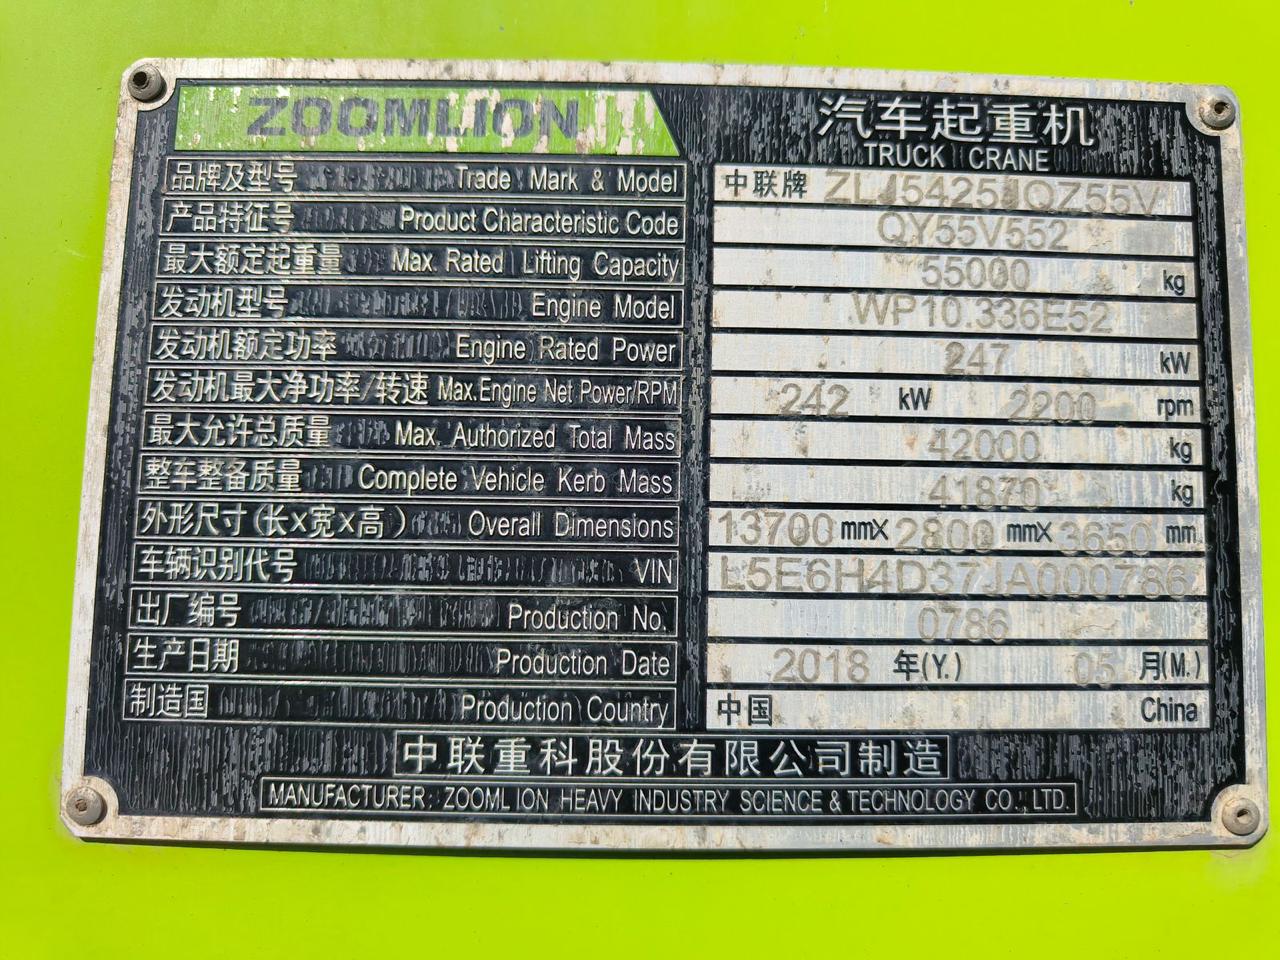 ZOOMLION
汽车起重机
TRUCK CRANE
品牌及型号 Trade Mark & Model 中联牌 ZLJ5425JQZ55V
产品特征号 Product Characteristic Code QY55V552
最大额定起重量 Max. Rated Lifting Capacity 55000 kg
发动机型号 Engine Model WP10.336E52
发动机额定功率 Engine Rated Power 247 kW
发动机最大净功率/转速 Max.Engine Net Power/RPM 242 kW 2200 rpm
最大允许总质量 Max. Authorized Total Mass 42000 kg
整车整备质量 Complete Vehicle Kerb Mass 41870 kg
外形尺寸(长×宽×高) Overall Dimensions 13700 mm× 2800 mm× 3650 mm
车辆识别代号 VIN L5E6H4D37JA000786
出厂编号 Production No. 0786
生产日期 Production Date 2018 年(Y.) 05 月(M.)
制造国 Production Country 中国 China
中联重科股份有限公司制造
MANUFACTURER: ZOOMLION HEAVY INDUSTRY SCIENCE & TECHNOLOGY CO., LTD.